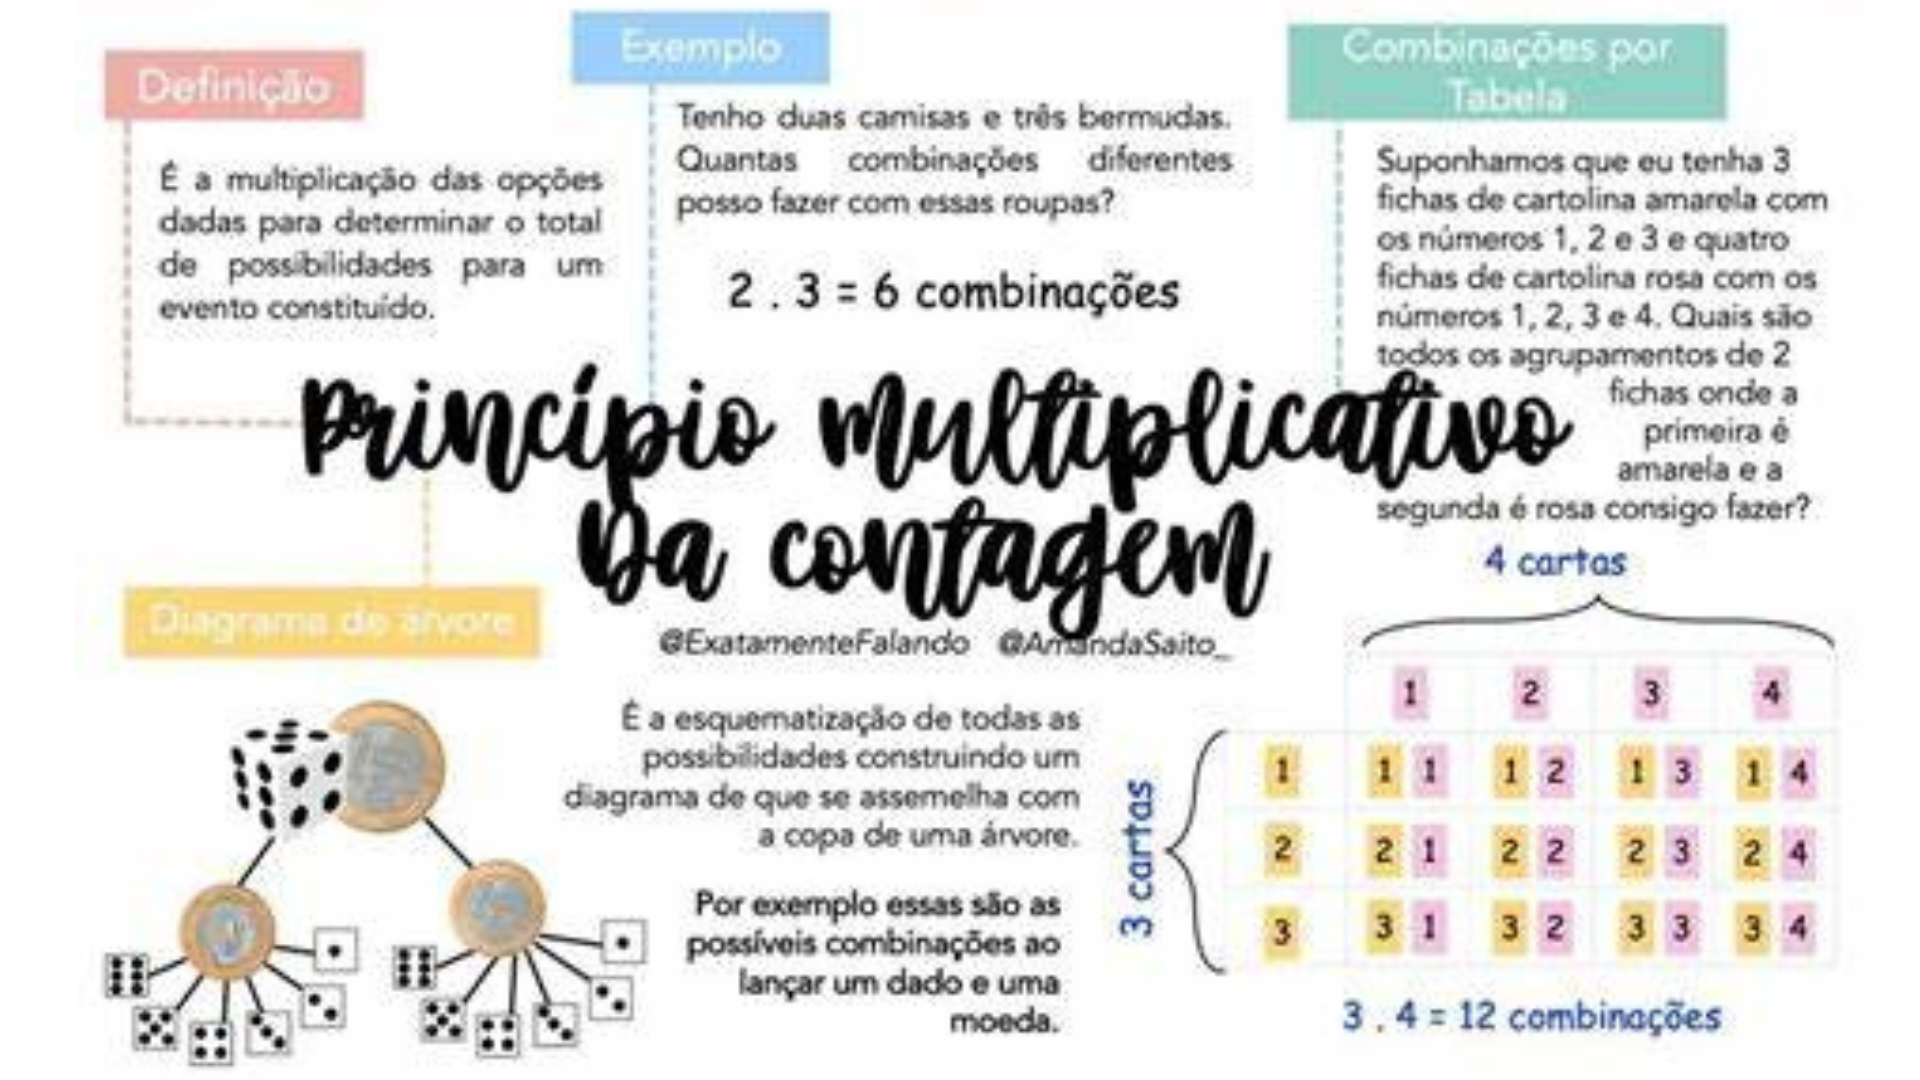 Definição
É a multiplicação das opções
dadas para determinar o total
de possibilidades para um
evento constituído.
Exemplo
Tenho duas camisas e três bermudas.
Quantas combinações diferentes
posso fazer com essas roupas?
2 . 3 = 6 combinações
Combinações por
Tabela
Suponhamos que eu tenha 3
fichas de cartolina amarela com
os números 1, 2 e 3 e quatro
fichas de cartolina rosa com os
números 1, 2, 3 e 4. Quais são
todos os agrupamentos de 2
fichas onde a
primeira é
amarela e a
segunda é rosa consigo fazer?
Princípio multiplicativo
Da contagem
@ExatamenteFalando @AmandaSaito_
Diagrama de árvore
É a esquematização de todas as
possibilidades construindo um
diagrama de que se assemelha com
a copa de uma árvore.
Por exemplo essas são as
possíveis combinações ao
lançar um dado e uma
moeda.
4 cartas
3 cartas
1 2 3 4
1 1 1 1 2 1 3 1 4
2 2 1 2 2 2 3 2 4
3 3 1 3 2 3 3 3 4
3 . 4 = 12 combinações